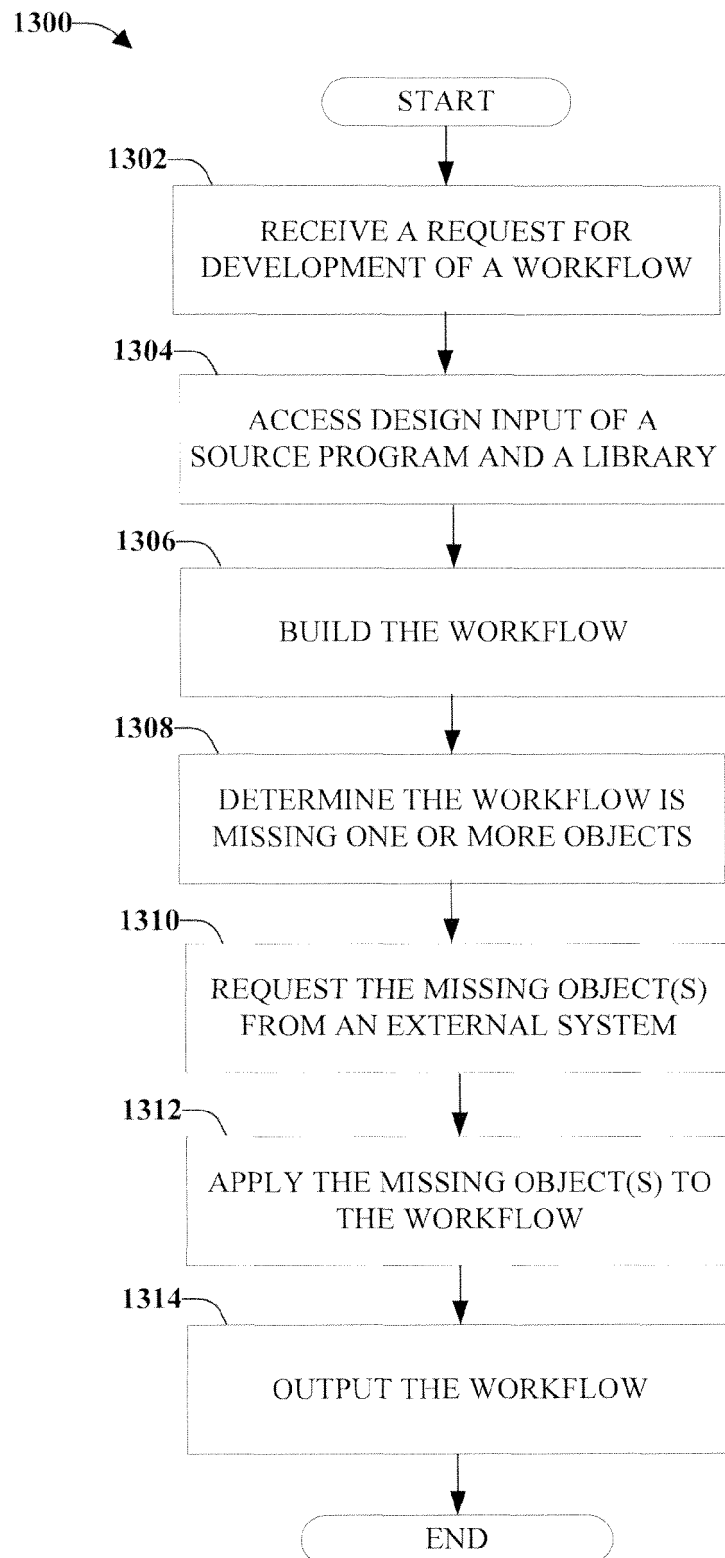 1300
START
1302
RECEIVE A REQUEST FOR
DEVELOPMENT OF A WORKFLOW
1304
ACCESS DESIGN INPUT OF A
SOURCE PROGRAM AND A LIBRARY
1306
BUILD THE WORKFLOW
1308
DETERMINE THE WORKFLOW IS
MISSING ONE OR MORE OBJECTS
1310
REQUEST THE MISSING OBJECT(S)
FROM AN EXTERNAL SYSTEM
1312
APPLY THE MISSING OBJECT(S) TO
THE WORKFLOW
1314
OUTPUT THE WORKFLOW
END